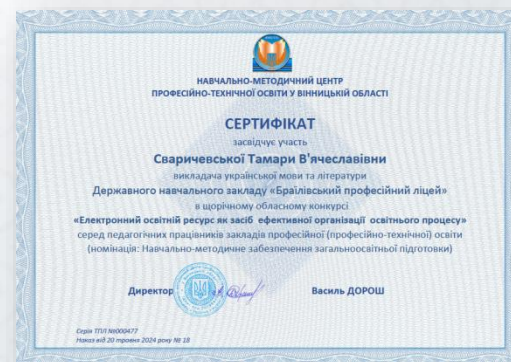 НАВЧАЛЬНО-МЕТОДИЧНИЙ ЦЕНТР
ПРОФЕСІЙНО-ТЕХНІЧНОЇ ОСВІТИ У ВІННИЦЬКІЙ ОБЛАСТІ
СЕРТИФІКАТ
засвідчує участь
Сваричевської Тамари В'ячеславівни
викладача української мови та літератури
Державного навчального закладу «Браїлівський професійний ліцей»
в щорічному обласному конкурсі
«Електронний освітній ресурс як засіб ефективної організації освітнього процесу»
серед педагогічних працівників закладів професійної (професійно-технічної) освіти
(номінація: Навчально-методичне забезпечення загальноосвітньої підготовки)
Директор Василь ДОРОШ
Серія ТПЛ №000477
Наказ від 20 травня 2024 року № 18